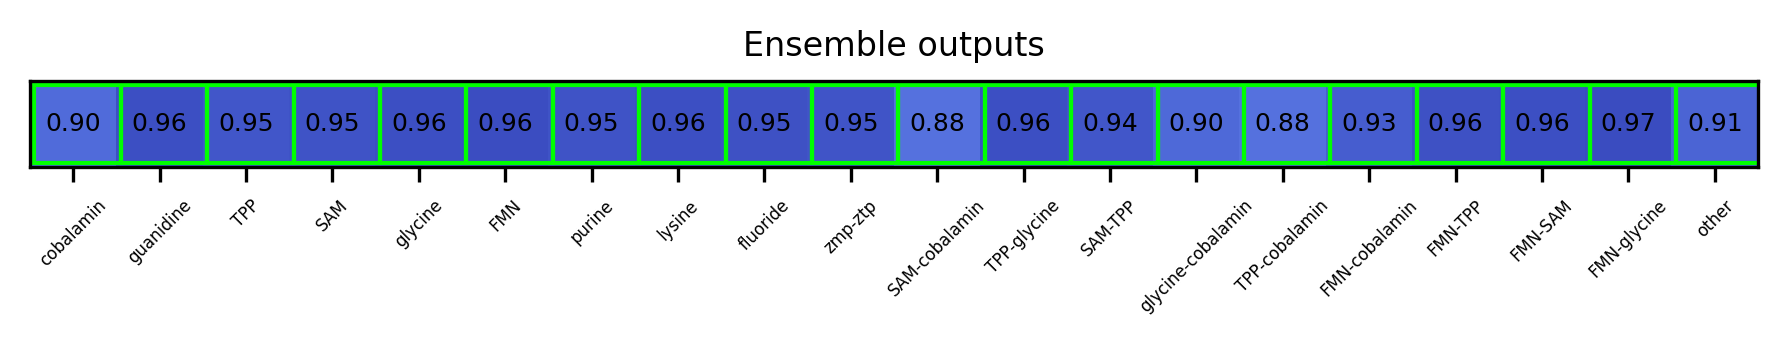 Ensemble outputs
0.90 0.96 0.95 0.95 0.96 0.96 0.95 0.96 0.95 0.95 0.88 0.96 0.94 0.90 0.88 0.93 0.96 0.96 0.97 0.91
cobalamin guanidine TPP SAM glycine FMN purine lysine fluoride zmp-ztp SAM-cobalamin TPP-glycine SAM-TPP glycine-cobalamin TPP-cobalamin FMN-cobalamin FMN-TPP FMN-SAM FMN-glycine other